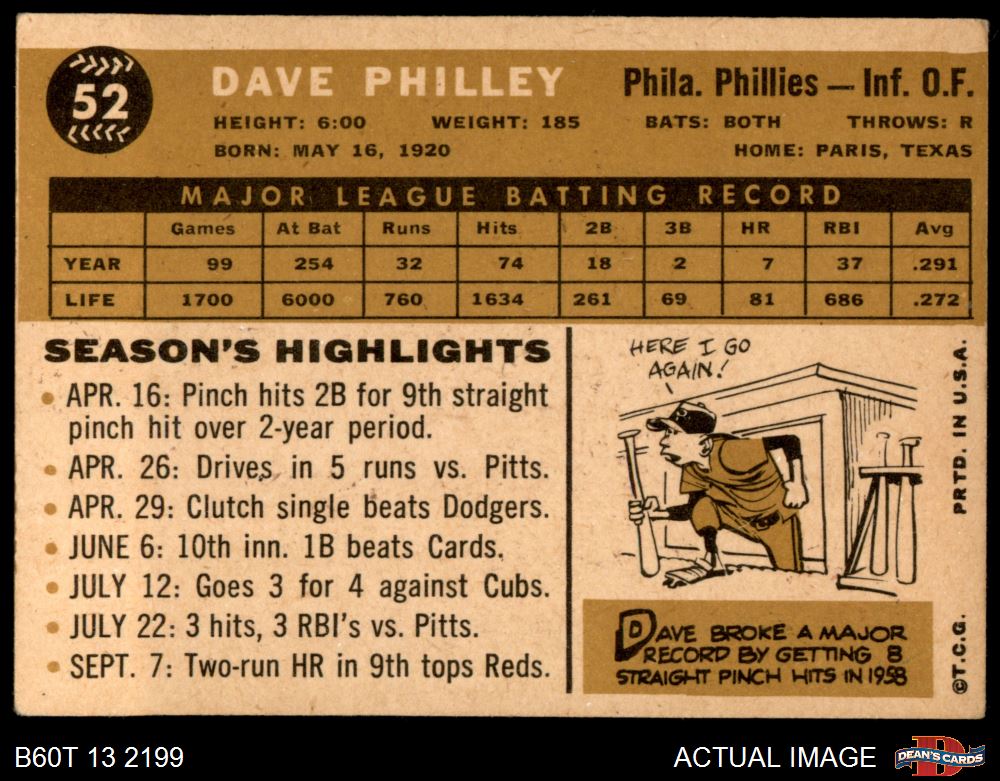 52
DAVE PHILLEY
Phila. Phillies — Inf. O.F.
HEIGHT: 6:00 WEIGHT: 185 BATS: BOTH THROWS: R
BORN: MAY 16, 1920 HOME: PARIS, TEXAS
MAJOR LEAGUE BATTING RECORD
Games At Bat Runs Hits 2B 3B HR RBI Avg
YEAR 99 254 32 74 18 2 7 37 .291
LIFE 1700 6000 760 1634 261 69 81 686 .272
SEASON'S HIGHLIGHTS
• APR. 16: Pinch hits 2B for 9th straight
pinch hit over 2-year period.
• APR. 26: Drives in 5 runs vs. Pitts.
• APR. 29: Clutch single beats Dodgers.
• JUNE 6: 10th inn. 1B beats Cards.
• JULY 12: Goes 3 for 4 against Cubs.
• JULY 22: 3 hits, 3 RBI's vs. Pitts.
• SEPT. 7: Two-run HR in 9th tops Reds.
HERE I GO
AGAIN!
P
DAVE BROKE A MAJOR
RECORD BY GETTING 8
STRAIGHT PINCH HITS IN 1958
©T.C.G. PRTD. IN U.S.A.
B60T 13 2199
ACTUAL IMAGE
D
DEAN'S CARDS